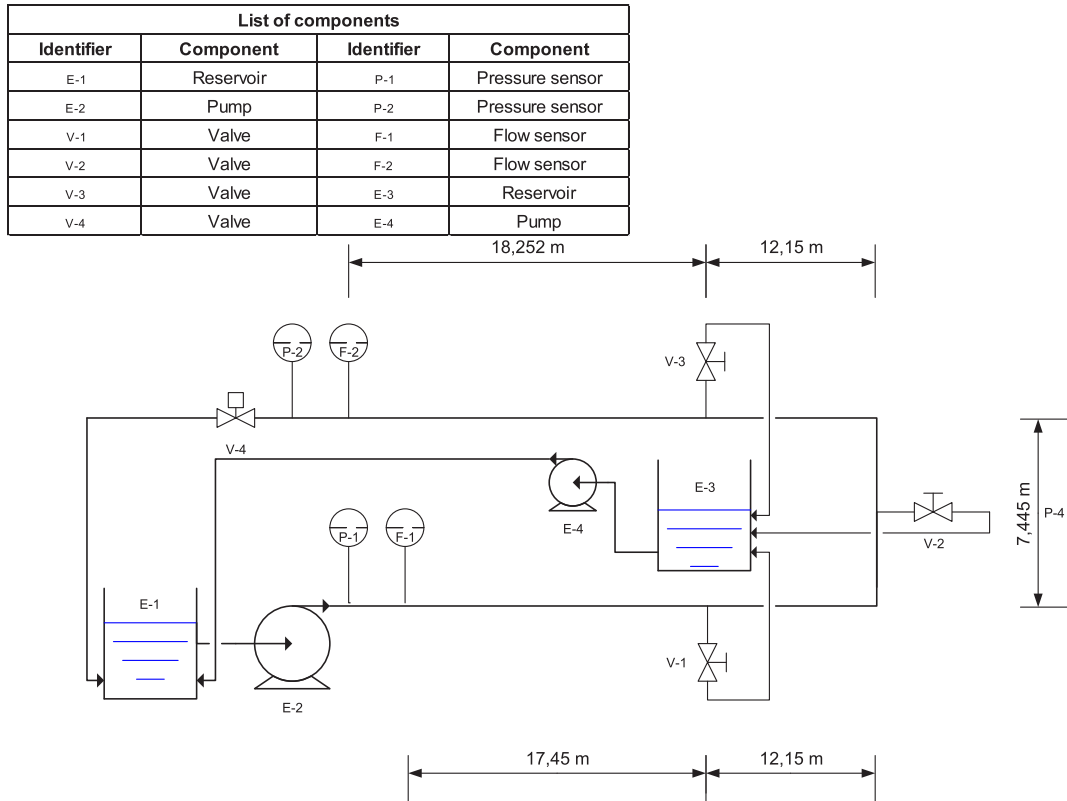 List of components
Identifier Component Identifier Component
E-1 Reservoir P-1 Pressure sensor
E-2 Pump P-2 Pressure sensor
V-1 Valve F-1 Flow sensor
V-2 Valve F-2 Flow sensor
V-3 Valve E-3 Reservoir
V-4 Valve E-4 Pump
18,252 m 12,15 m
P-2 F-2 V-3
V-4
E-3
P-1 F-1 E-4 V-2 7,445 m P-4
E-1
V-1
E-2
17,45 m 12,15 m